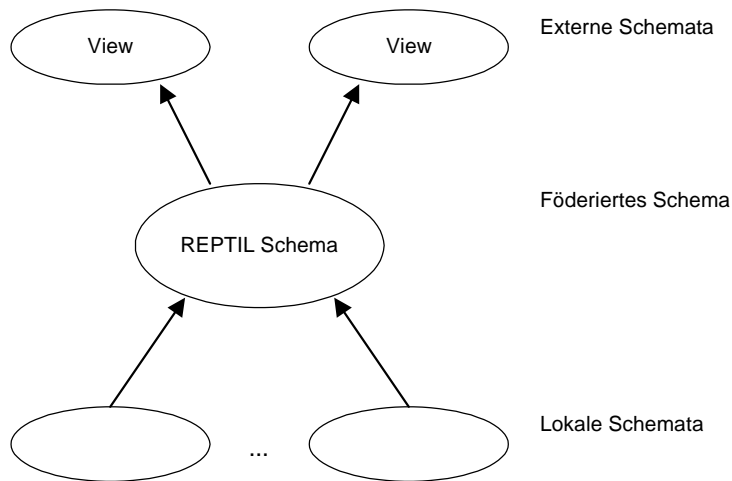 View
View
Externe Schemata
REPTIL Schema
Föderiertes Schema
...
Lokale Schemata